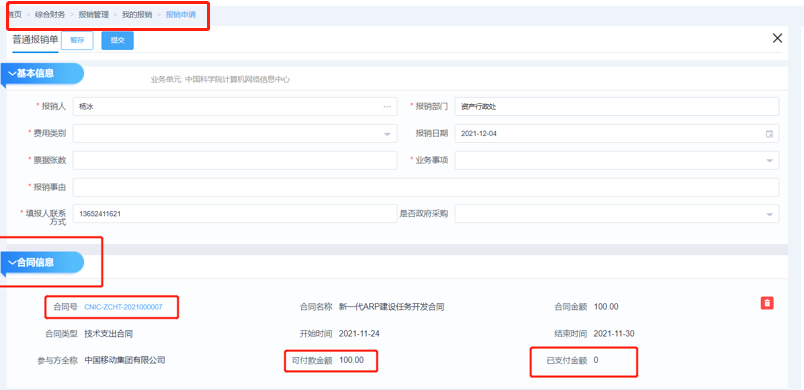 首页 > 综合财务 > 报销管理 > 我的报销 > 报销申请
普通报销单 暂存 提交
基本信息 业务单元 中国科学院计算机网络信息中心
* 报销人 杨冰 ... * 报销部门 资产行政处
* 费用类别 报销日期 2021-12-04
* 票据张数 * 业务事项
* 报销事由
* 填报人联系方式 13652411621 是否政府采购
合同信息
合同号 CNIC-ZCHT-2021000007 合同名称 新一代ARP建设任务开发合同 合同金额 100.00
合同类型 技术支出合同 开始时间 2021-11-24 结束时间 2021-11-30
参与方全称 中国移动集团有限公司 可付款金额 100.00 已支付金额 0